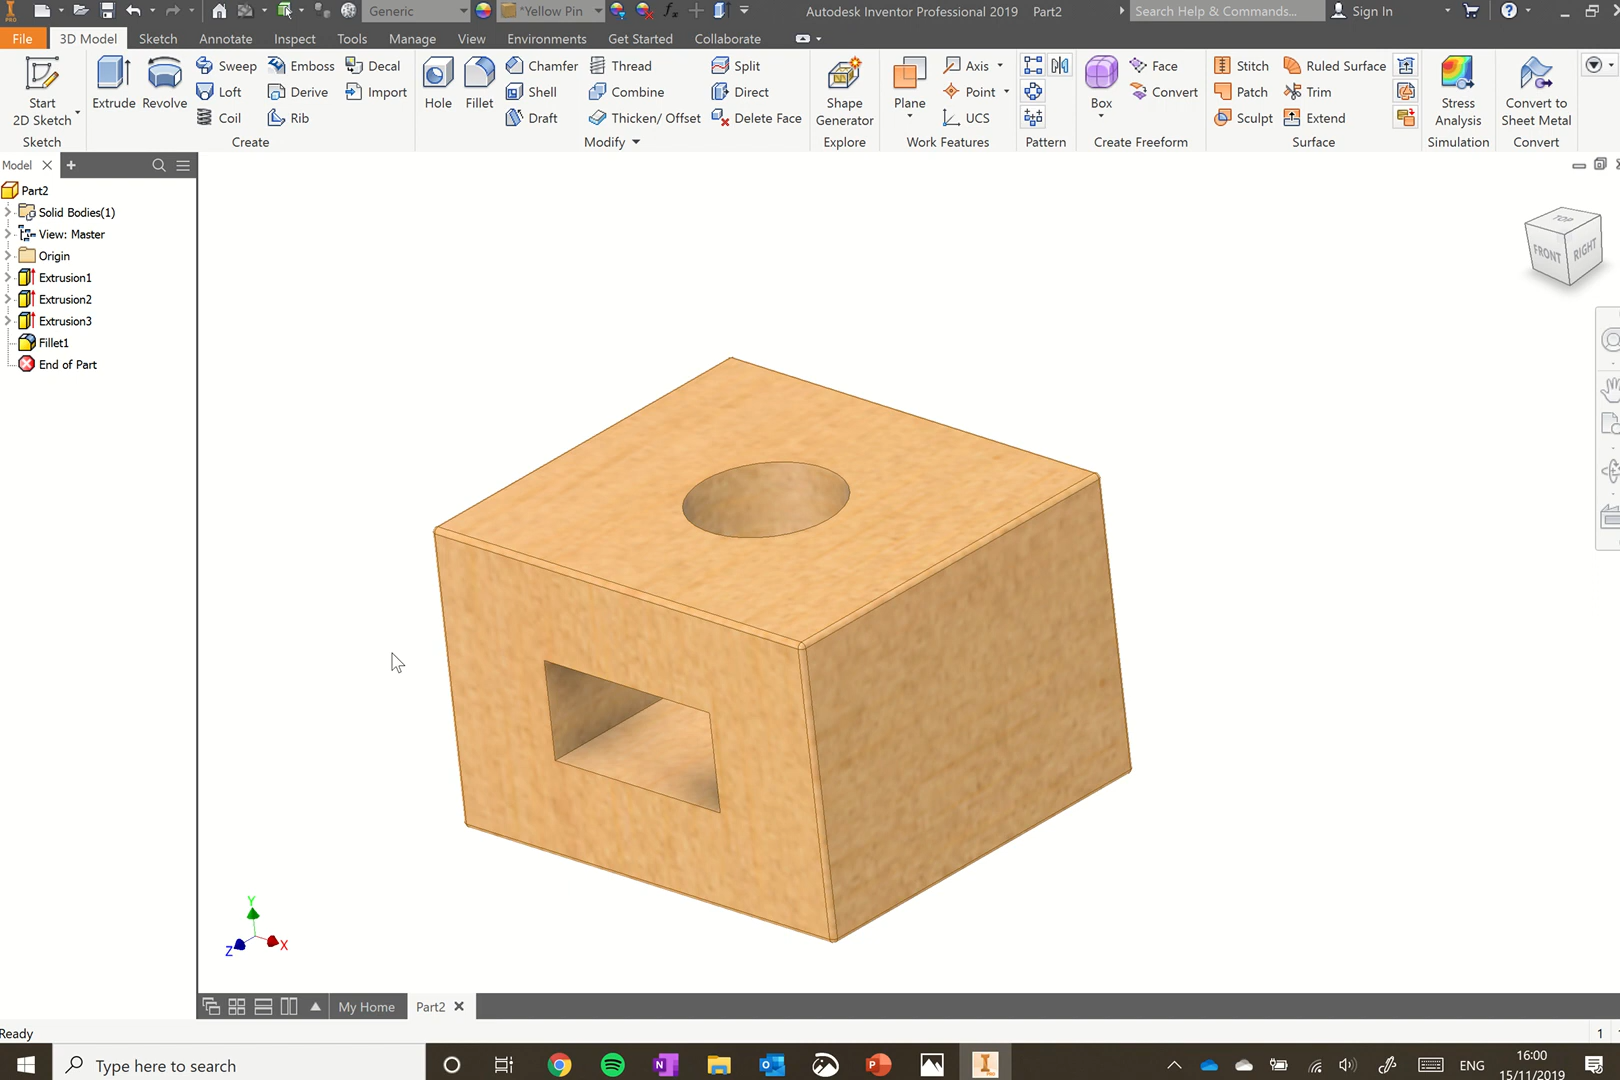 Generic
*Yellow Pin
Autodesk Inventor Professional 2019 Part2
Search Help & Commands...
Sign In
File 3D Model Sketch Annotate Inspect Tools Manage View Environments Get Started Collaborate
Start
2D Sketch
Sketch
Extrude
Revolve
Sweep
Emboss
Decal
Loft
Derive
Import
Coil
Rib
Create
Hole
Fillet
Chamfer
Thread
Split
Shell
Combine
Direct
Draft
Thicken/ Offset
Delete Face
Modify
Shape
Generator
Explore
Plane
Axis
Point
UCS
Work Features
Pattern
Box
Face
Convert
Create Freeform
Stitch
Ruled Surface
Patch
Trim
Sculpt
Extend
Surface
Stress
Analysis
Simulation
Convert to
Sheet Metal
Convert
Model
Part2
Solid Bodies(1)
View: Master
Origin
Extrusion1
Extrusion2
Extrusion3
Fillet1
End of Part
TOP
FRONT
RIGHT
Y
Z
X
My Home Part2
Ready
1
Type here to search
ENG
16:00
15/11/2019